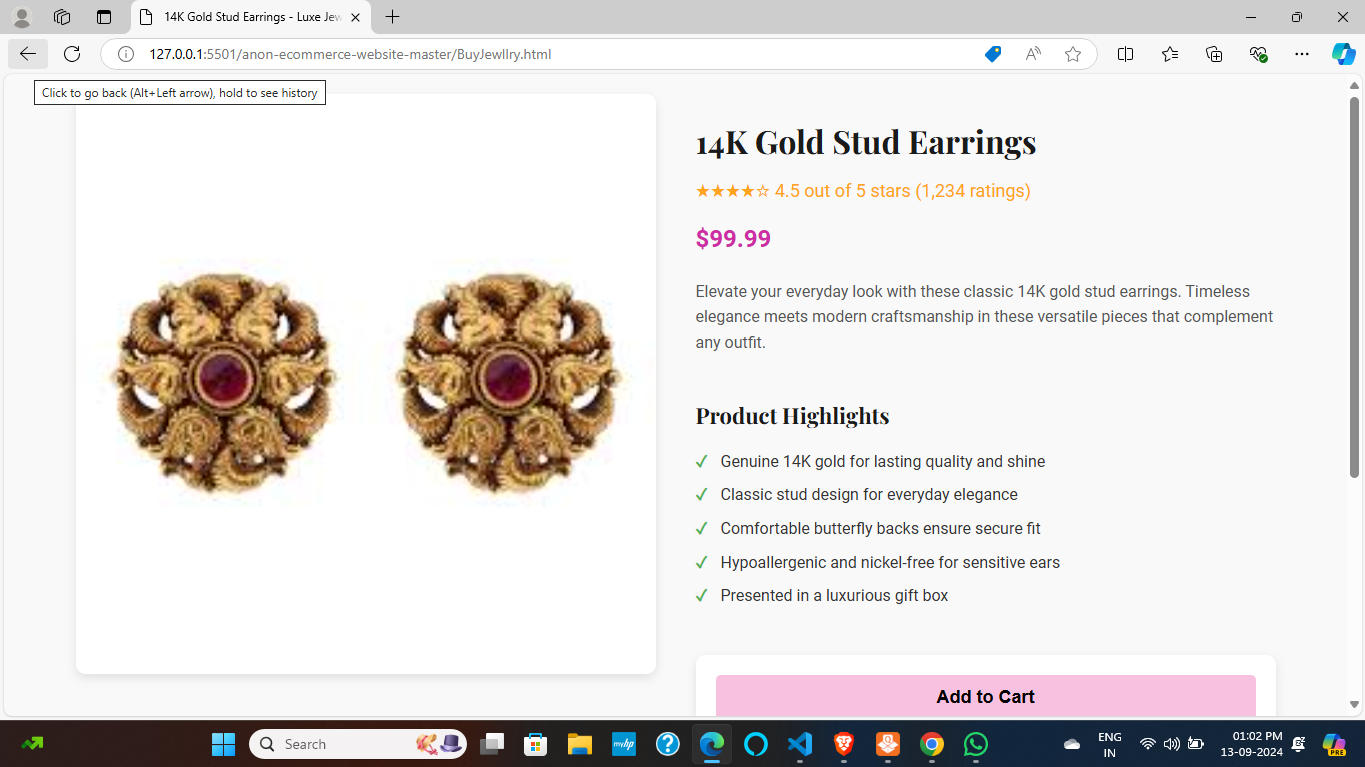 14K Gold Stud Earrings - Luxe Jew
127.0.0.1:5501/anon-ecommerce-website-master/BuyJewllry.html
Click to go back (Alt+Left arrow), hold to see history
14K Gold Stud Earrings
★★★★☆ 4.5 out of 5 stars (1,234 ratings)
$99.99
Elevate your everyday look with these classic 14K gold stud earrings. Timeless
elegance meets modern craftsmanship in these versatile pieces that complement
any outfit.
Product Highlights
✓ Genuine 14K gold for lasting quality and shine
✓ Classic stud design for everyday elegance
✓ Comfortable butterfly backs ensure secure fit
✓ Hypoallergenic and nickel-free for sensitive ears
✓ Presented in a luxurious gift box
Add to Cart
Search
myhp
ENG
IN
01:02 PM
13-09-2024
PRE